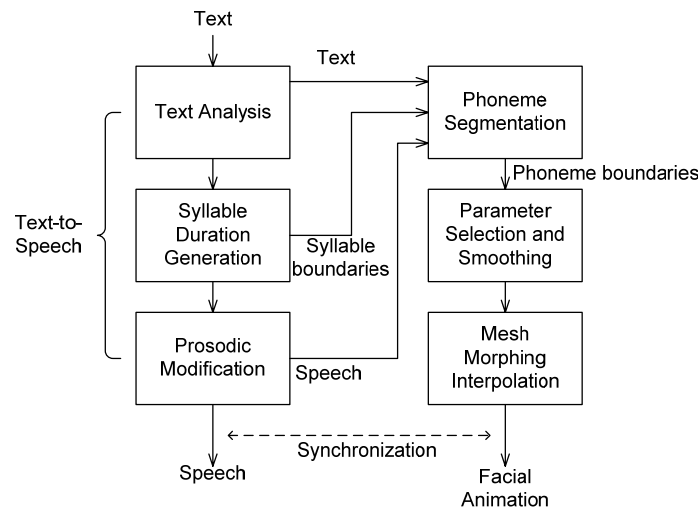 Text
Text
Text Analysis
Phoneme
Segmentation
Phoneme boundaries
Text-to-
Speech
Syllable
Duration
Generation
Syllable
boundaries
Parameter
Selection and
Smoothing
Prosodic
Modification
Speech
Mesh
Morphing
Interpolation
Synchronization
Speech
Facial
Animation